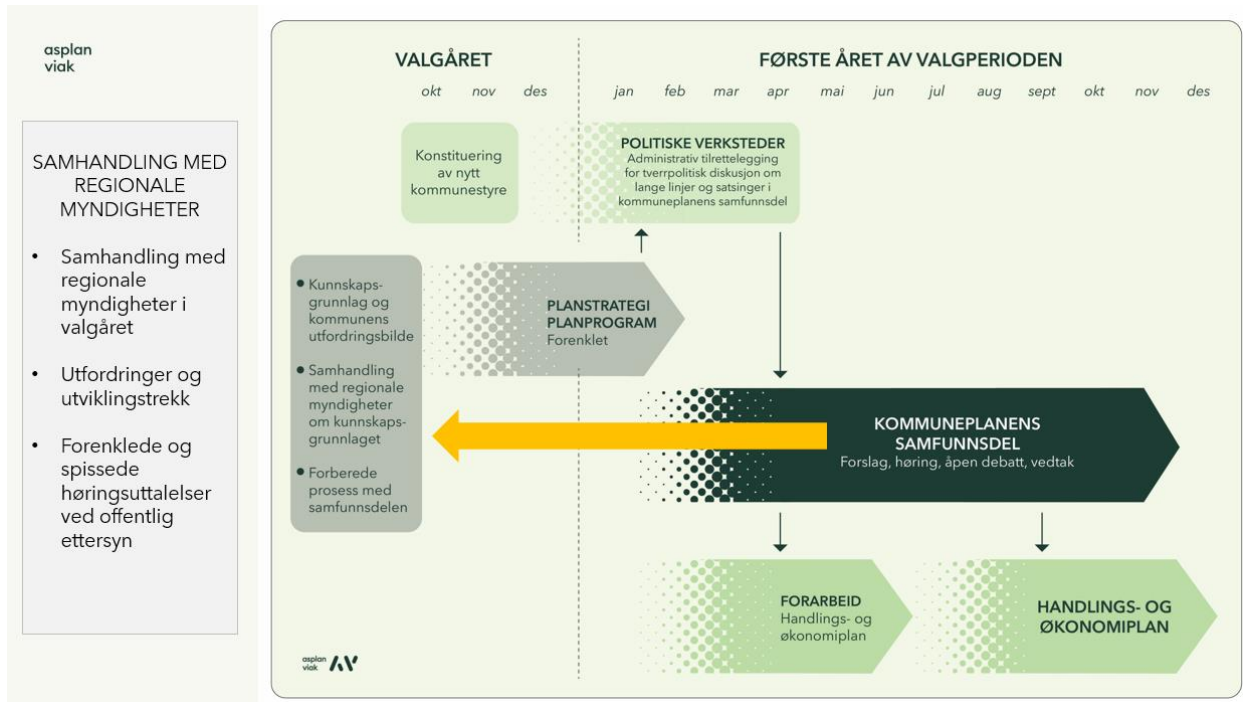 asplan
viak
SAMHANDLING MED
REGIONALE
MYNDIGHETER
• Samhandling med
regionale
myndigheter i
valgåret
• Utfordringer og
utviklingstrekk
• Forenklede og
spissede
høringsuttalelser
ved offentlig
ettersyn
VALGÅRET
FØRSTE ÅRET AV VALGPERIODEN
okt nov des jan feb mar apr mai jun jul aug sept okt nov des
Konstituering
av nytt
kommunestyre
POLITISKE VERKSTEDER
Administrativ tilrettelegging
for tverrpolitisk diskusjon om
lange linjer og satsinger i
kommuneplanens samfunnsdel
• Kunnskaps-
grunnlag og
kommunens
utfordringsbilde
• Samhandling
med regionale
myndigheter
om kunnskaps-
grunnlaget
• Forberede
prosess med
samfunnsdelen
PLANSTRATEGI
PLANPROGRAM
Forenklet
KOMMUNEPLANENS
SAMFUNNSDEL
Forslag, høring, åpen debatt, vedtak
FORARBEID
Handlings- og
økonomiplan
HANDLINGS- OG
ØKONOMIPLAN
asplan
viak